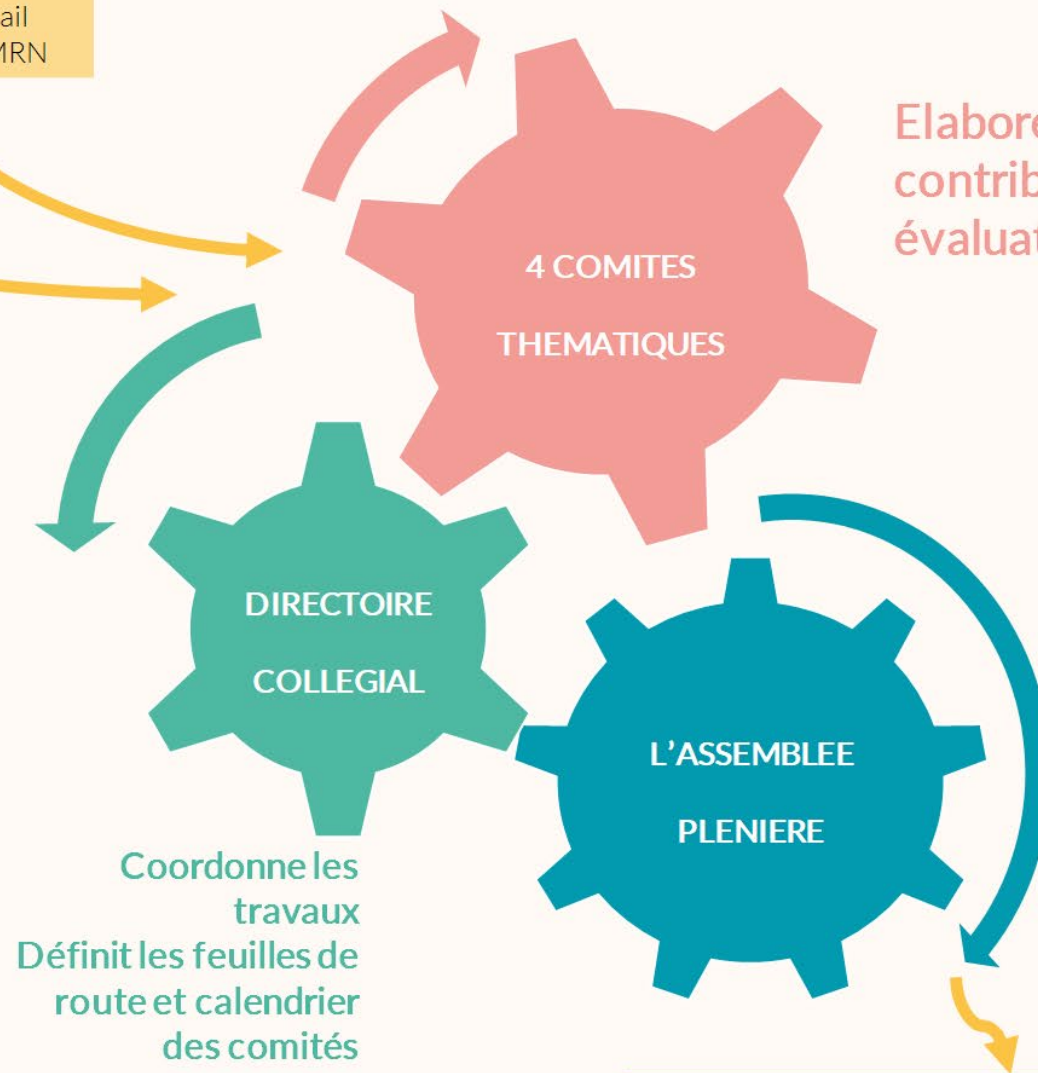 4 COMITES
THEMATIQUES
DIRECTOIRE
COLLEGIAL
L’ASSEMBLEE
PLENIERE
Coordonne les
travaux
Définit les feuilles de
route et calendrier
des comités